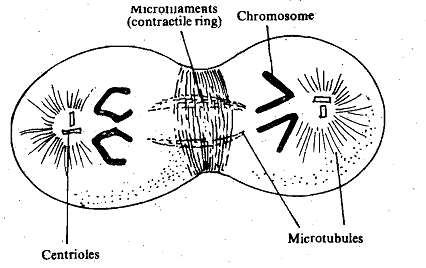 Microfilaments
(contractile ring)
Chromosome
Microtubules
Centrioles